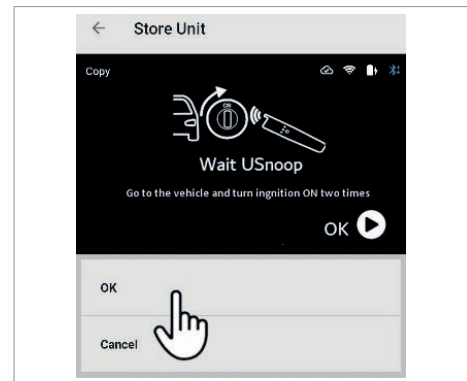 Store Unit
Copy
ON
Wait USnoop
Go to the vehicle and turn ingnition ON two times
OK
OK
Cancel